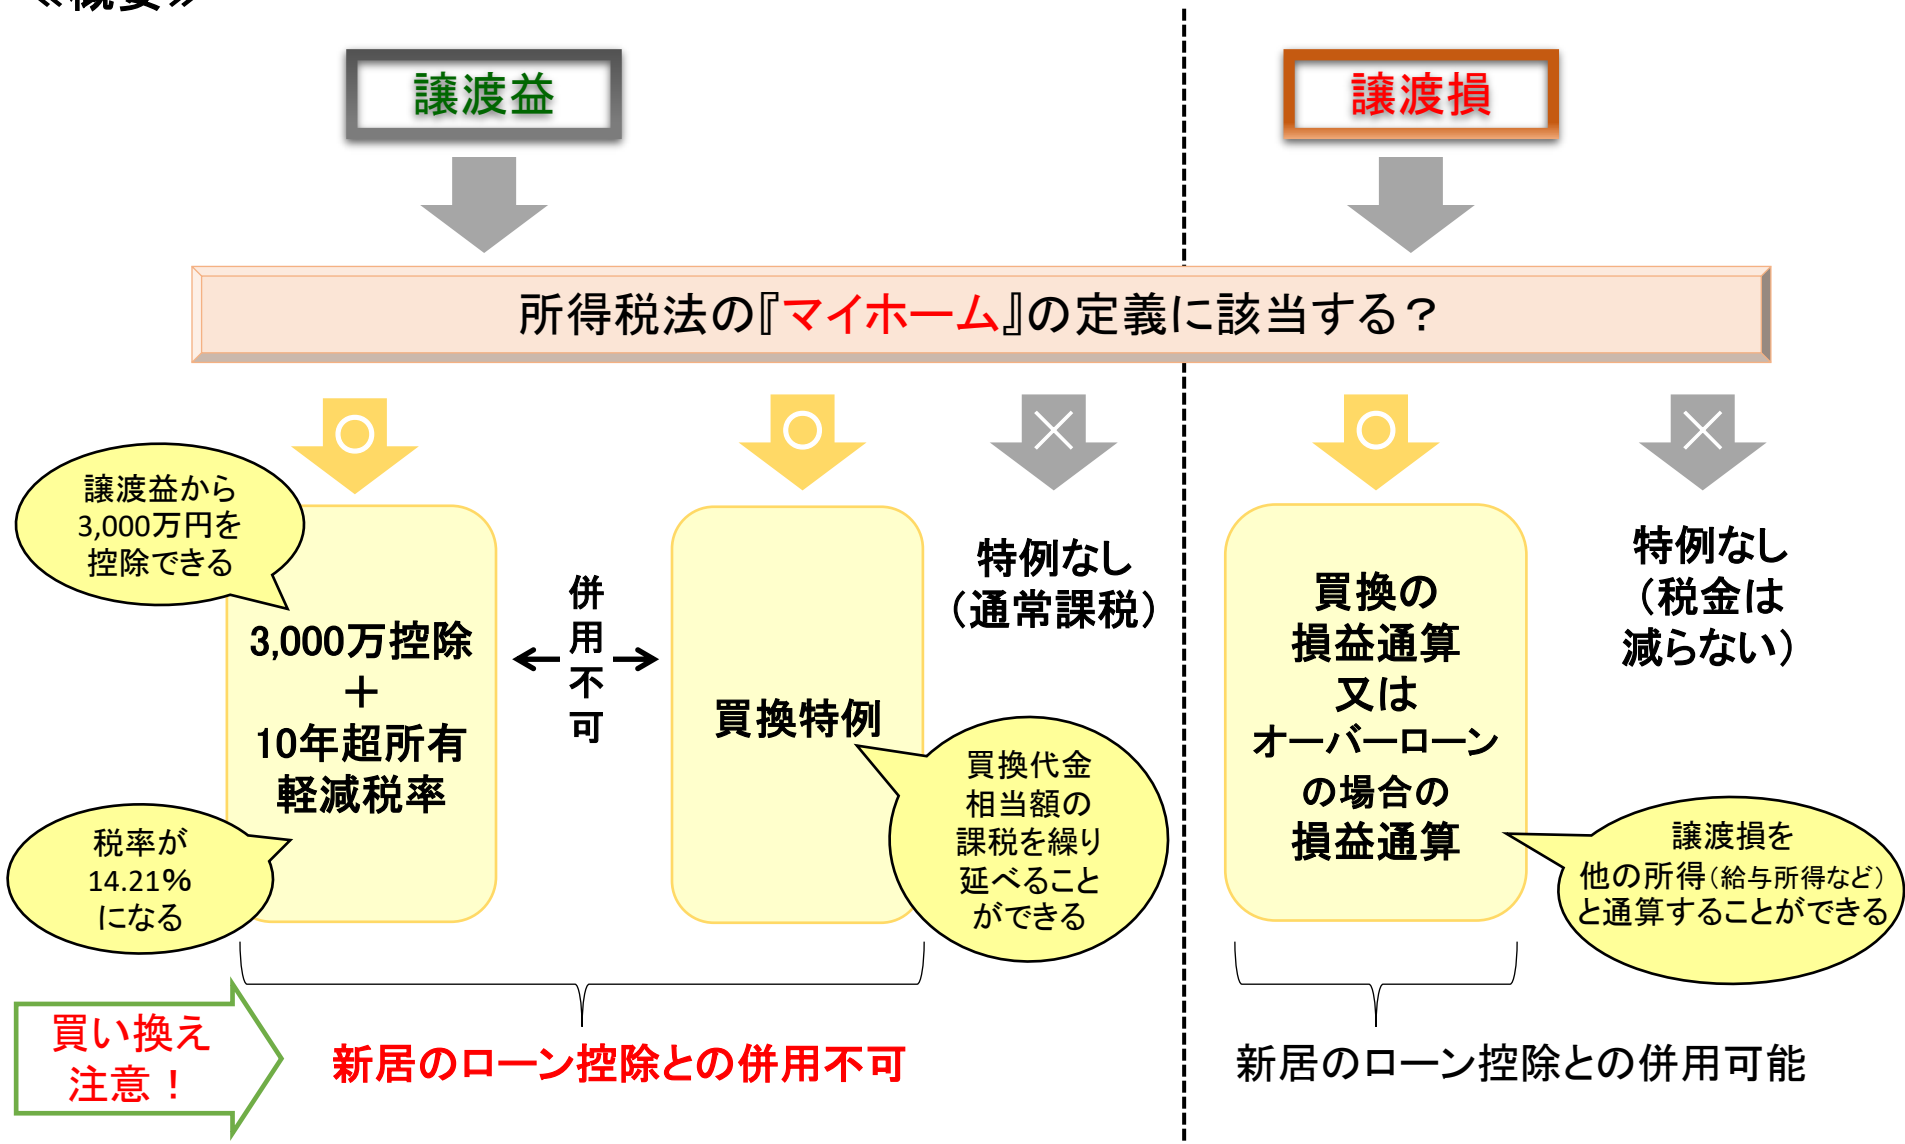 ≪概要≫
譲渡益
譲渡損
所得税法の『マイホーム』の定義に該当する？
○
○
×
○
×
譲渡益から
3,000万円を
控除できる
3,000万控除
＋
10年超所有
軽減税率
税率が
14.21%
になる
併
用
不
可
買換特例
買換代金
相当額の
課税を繰り
延べること
ができる
特例なし
（通常課税）
買換の
損益通算
又は
オーバーローン
の場合の
損益通算
特例なし
（税金は
減らない）
譲渡損を
他の所得（給与所得など）
と通算することができる
買い換え
注意！
新居のローン控除との併用不可
新居のローン控除との併用可能